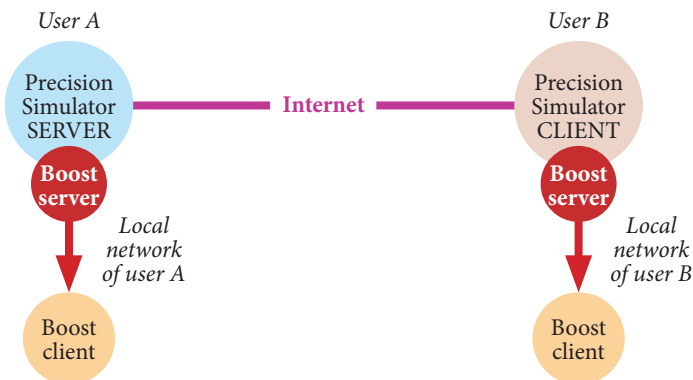 User A
User B
Precision
Simulator
SERVER
Internet
Precision
Simulator
CLIENT
Boost
server
Boost
server
Local
network
of user A
Local
network
of user B
Boost
client
Boost
client